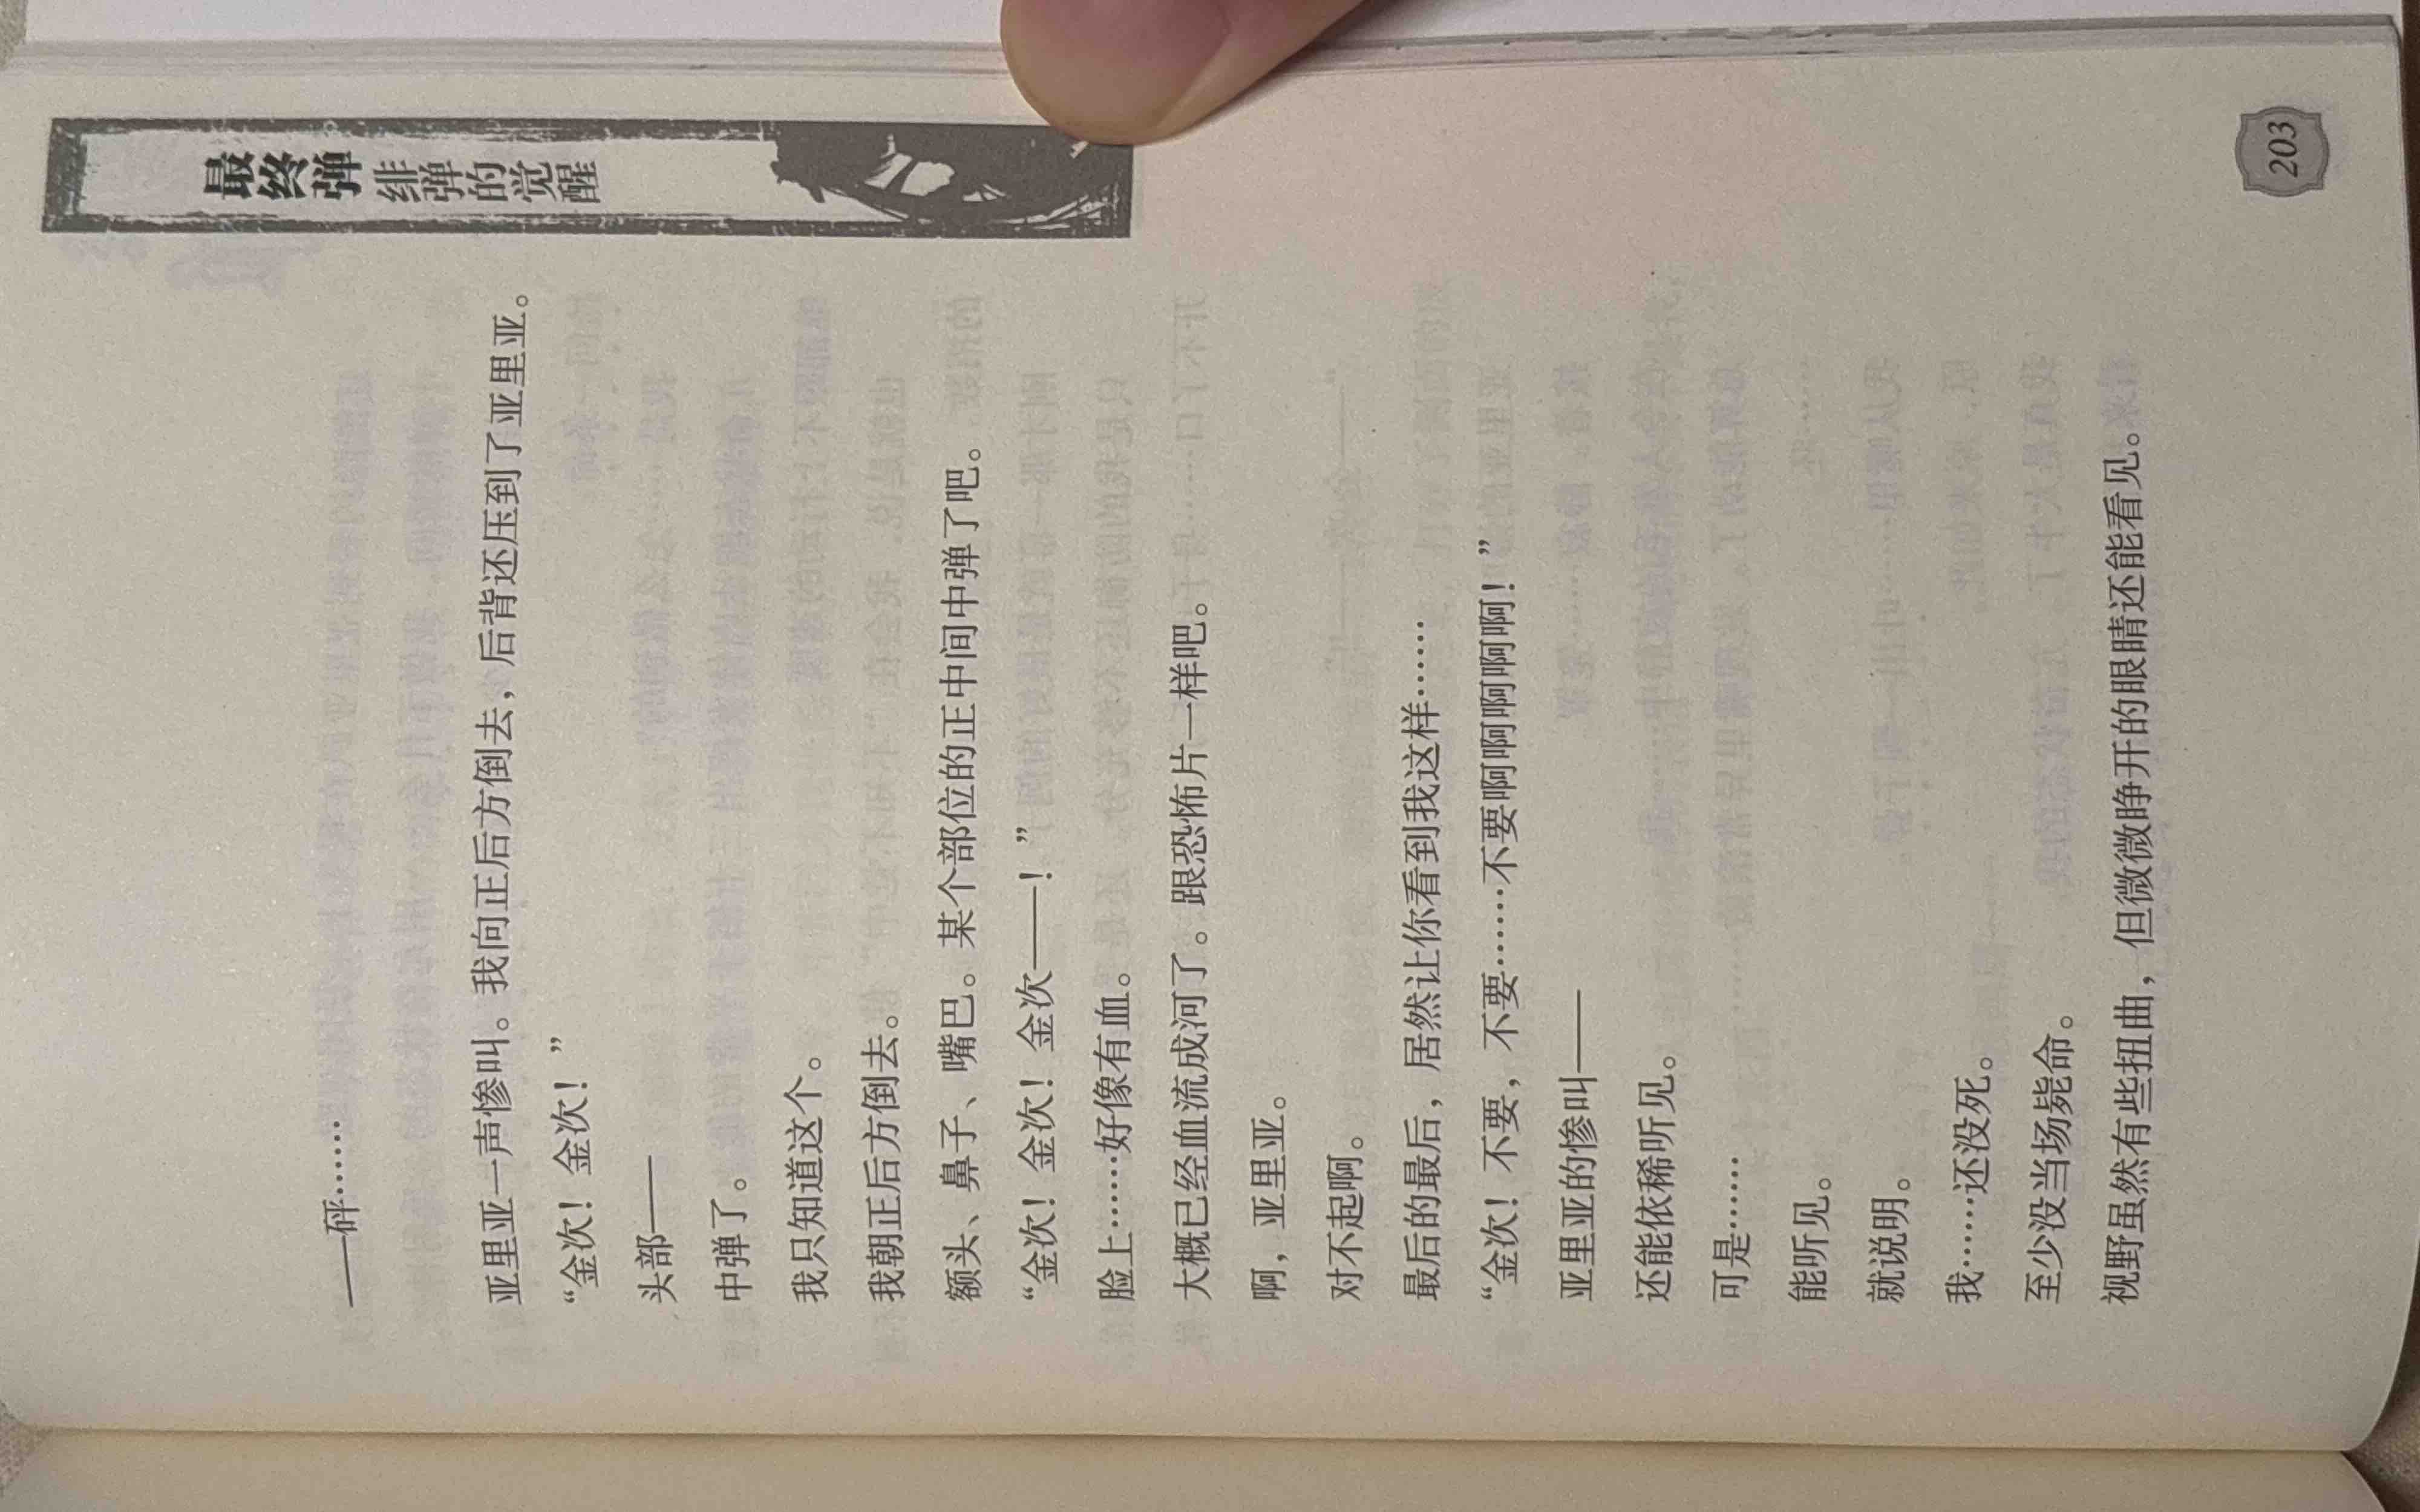 ——砰……
亚里亚一声惨叫。我向正后方倒去，后背还压到了亚里亚。
“金次！金次！”
头部——
中弹了。
我只知道这个。
我朝正后方倒去。
额头、鼻子、嘴巴。某个部位的正中间中弹了吧。
“金次！金次！金次——！”
脸上……好像有血。
大概已经血流成河了。跟恐怖片一样吧。
啊，亚里亚。
对不起啊。
最后的最后，居然让你看到我这样……
“金次！不要，不要……不要啊啊啊啊啊！”
亚里亚的惨叫——
还能依稀听见。
可是……
能听见。
就说明。
我……还没死。
至少没当场毙命。
视野虽然有些扭曲，但微微睁开的眼睛还能看见。
最终弹 绯弹的觉醒
203